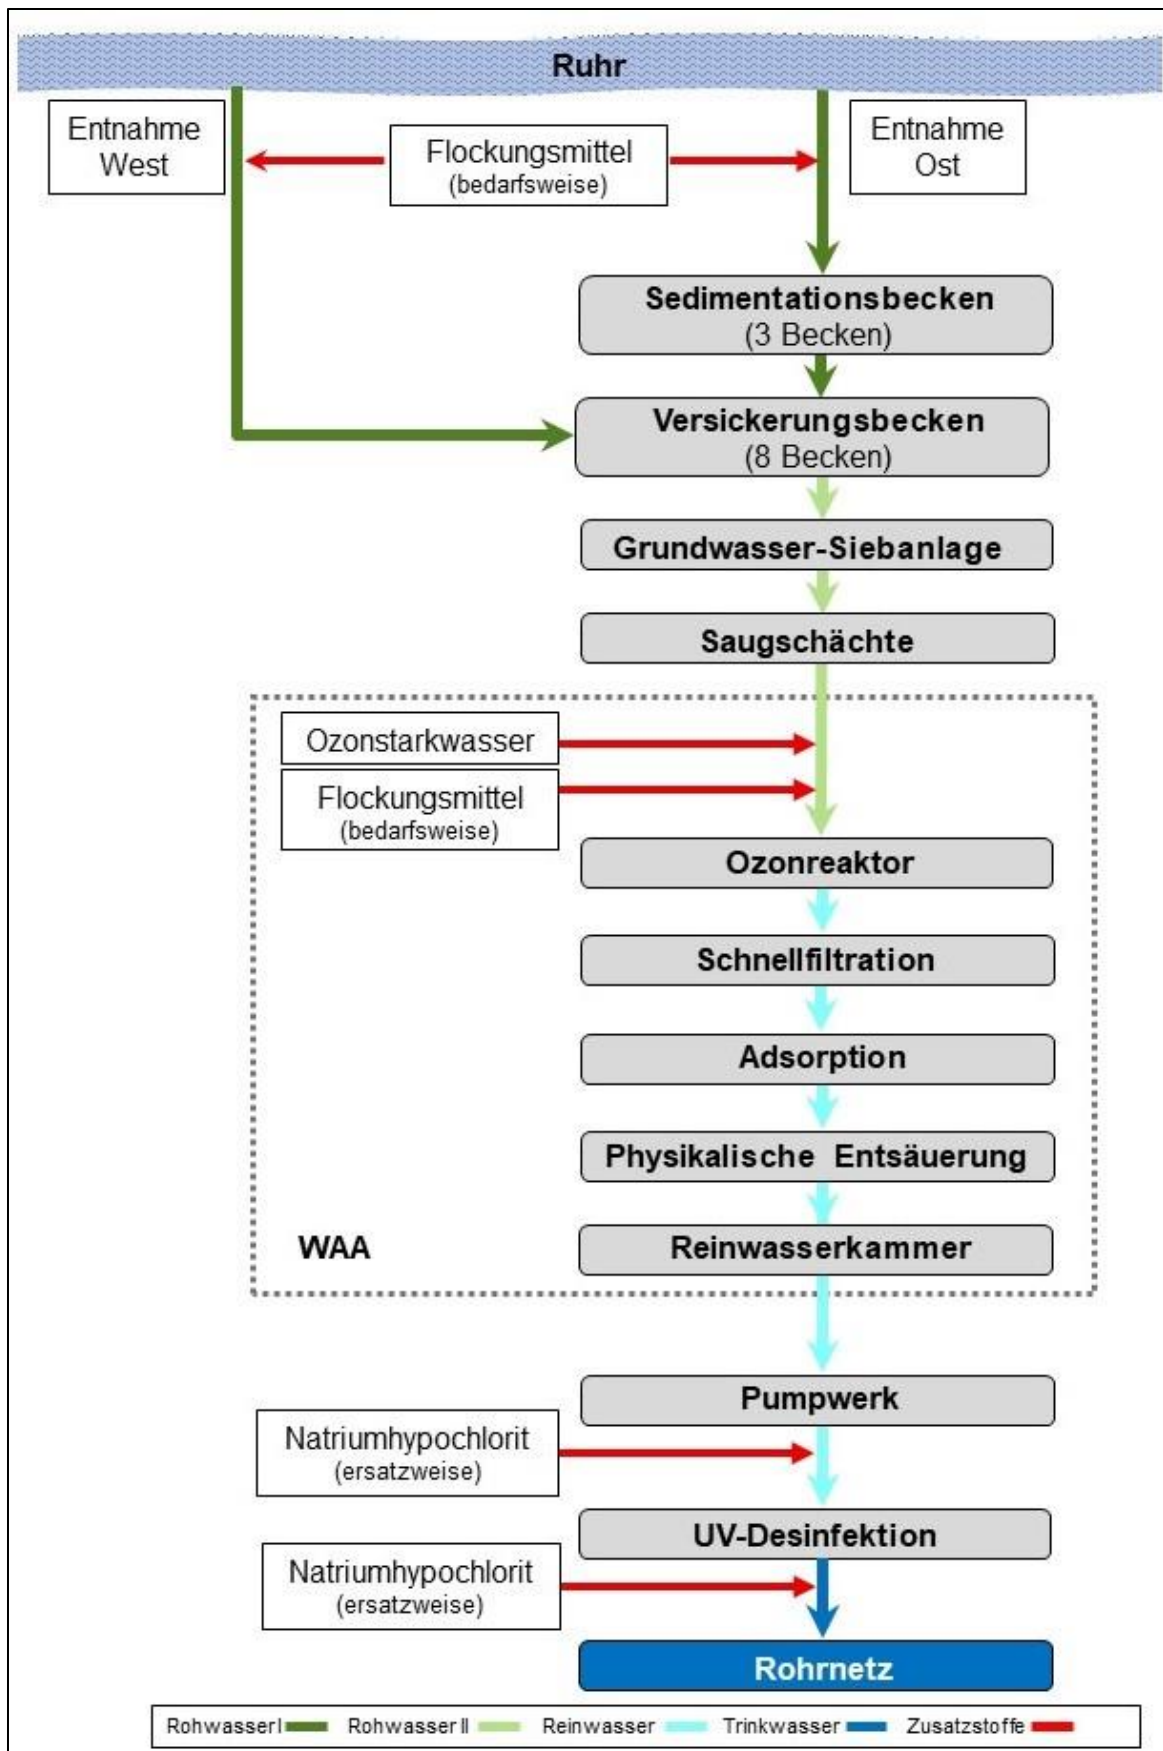 Ruhr
Entnahme
West
Flockungsmittel
(bedarfsweise)
Entnahme
Ost
Sedimentationsbecken
(3 Becken)
Versickerungsbecken
(8 Becken)
Grundwasser-Siebanlage
Saugschächte
Ozonstarkwasser
Flockungsmittel
(bedarfsweise)
Ozonreaktor
Schnellfiltration
Adsorption
Physikalische Entsäuerung
WAA
Reinwasserkammer
Pumpwerk
Natriumhypochlorit
(ersatzweise)
UV-Desinfektion
Natriumhypochlorit
(ersatzweise)
Rohrnetz
Rohwasser I Rohwasser II Reinwasser Trinkwasser Zusatzstoffe